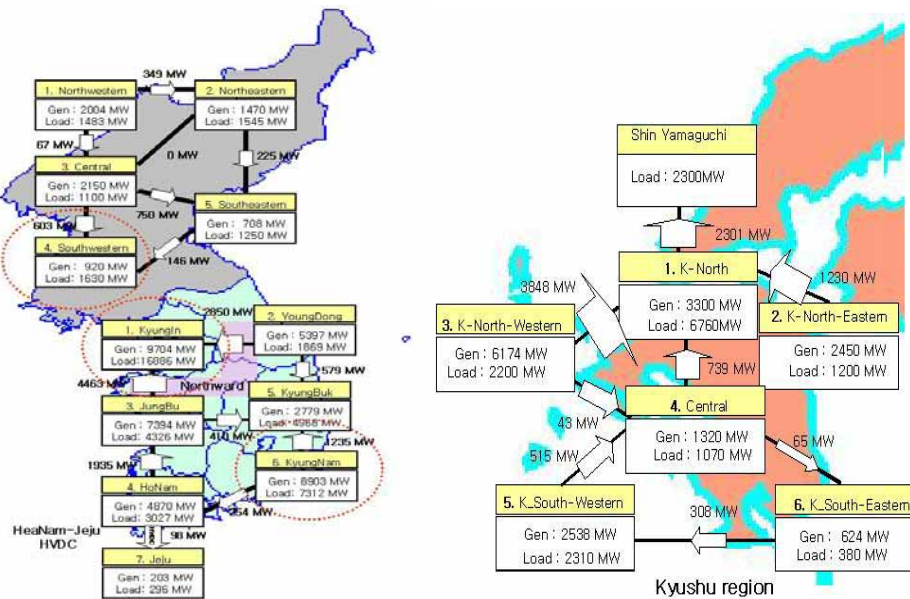 349 MW
1. Northwestern
Gen : 2004 MW
Load : 1483 MW
2. Northeastern
Gen : 1470 MW
Load : 1545 MW
67 MW
0 MW
225 MW
3. Central
Gen : 2150 MW
Load : 1100 MW
750 MW
5. Southeastern
Gen : 708 MW
Load : 1250 MW
603 MW
4. Southwestern
Gen : 920 MW
Load : 1630 MW
146 MW
2850 MW
1. KyungIn
Gen : 9704 MW
Load :16886 MW
2. YoungDong
Gen : 5397 MW
Load : 1869 MW
4463 MW
Northward
579 MW
3. JungBu
Gen : 7394 MW
Load : 4326 MW
5. KyungBuk
Gen : 2779 MW
Load : 4968 MW
410 MW
1235 MW
1935 MW
6. KyungNam
Gen : 8903 MW
Load : 7312 MW
4. HoNam
Gen : 4870 MW
Load : 3027 MW
254 MW
HeaNam-Jeju
HVDC
98 MW
7. Jeju
Gen : 203 MW
Load : 296 MW
Shin Yamaguchi
Load : 2300MW
2301 MW
1. K-North
Gen : 3300 MW
Load : 6760 MW
1230 MW
3848 MW
2. K-North-Eastern
Gen : 2450 MW
Load : 1200 MW
3. K-North-Western
Gen : 6174 MW
Load : 2200 MW
739 MW
43 MW
4. Central
Gen : 1320 MW
Load : 1070 MW
65 MW
515 MW
5. K_South-Western
Gen : 2538 MW
Load : 2310 MW
308 MW
6. K_South-Eastern
Gen : 624 MW
Load : 380 MW
Kyushu region